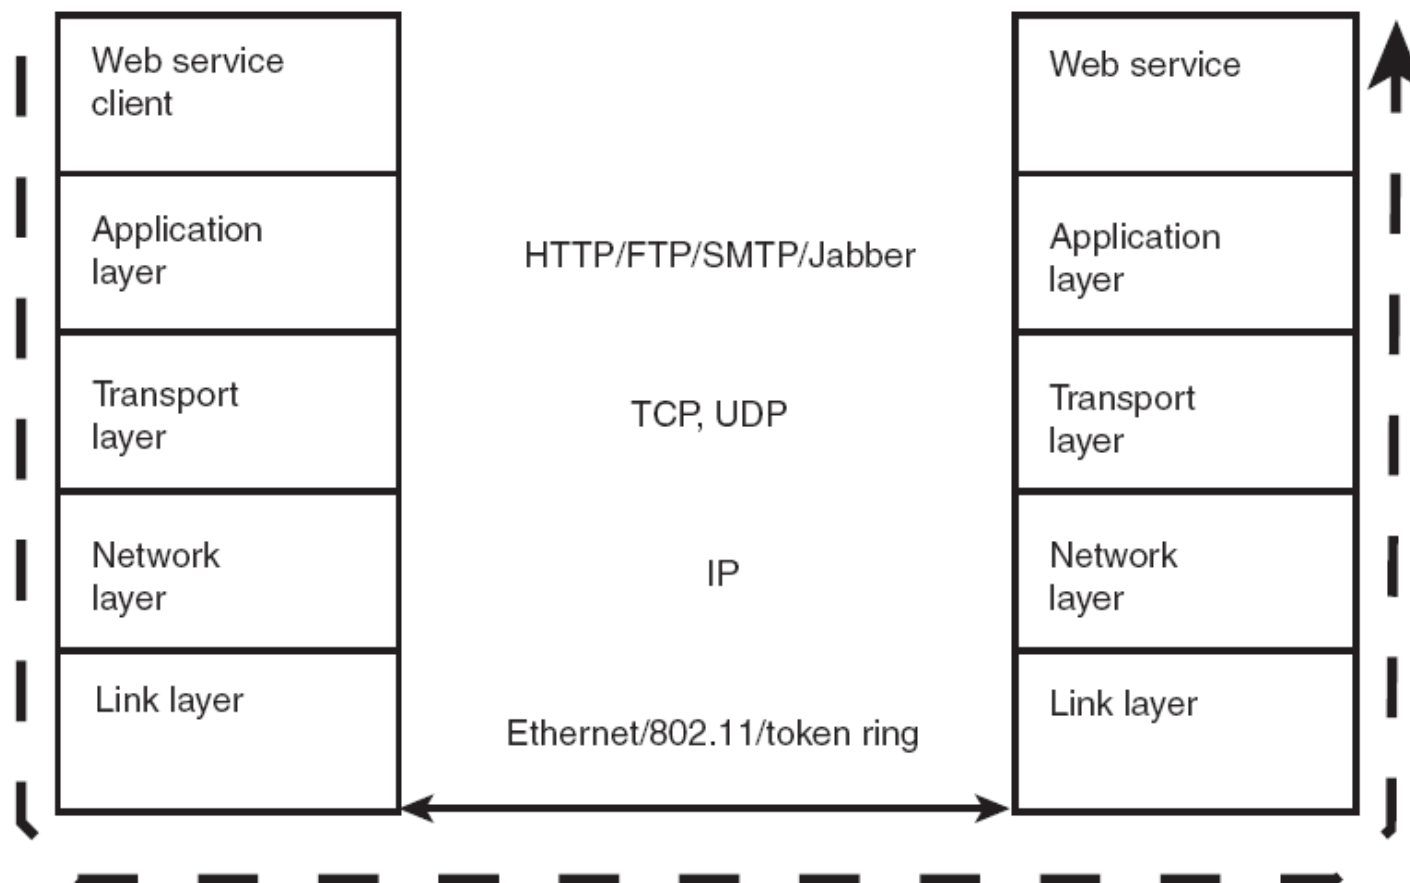 Web service
client
Web service
Application
layer
HTTP/FTP/SMTP/Jabber
Application
layer
Transport
layer
TCP, UDP
Transport
layer
Network
layer
IP
Network
layer
Link layer
Ethernet/802.11/token ring
Link layer